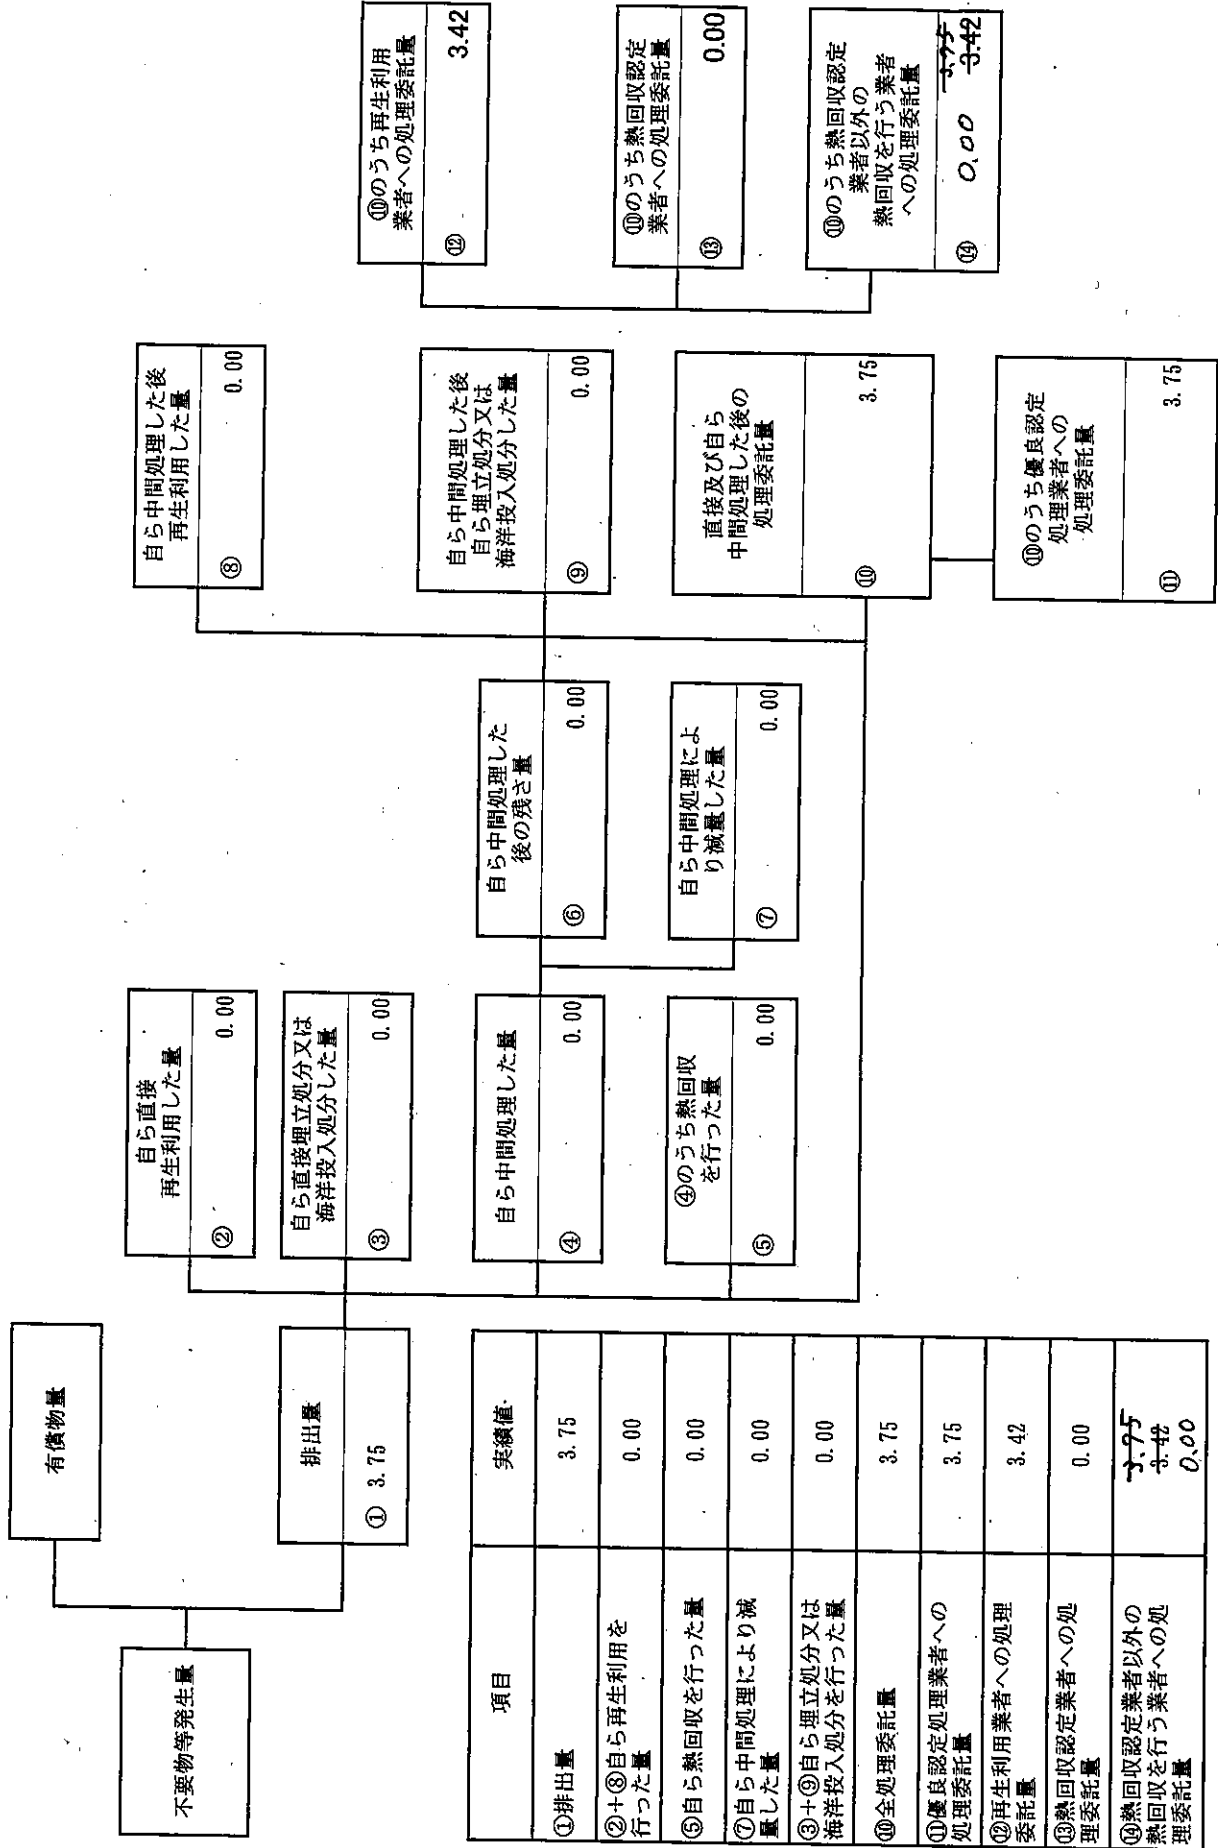 有償物量
不要物等発生量
排出量
① 3.75
自ら直接
再生利用した量
② 0.00
自ら直接埋立処分又は
海洋投入処分した量
③ 0.00
自ら中間処理した量
④ 0.00
④のうち熱回収
を行った量
⑤ 0.00
自ら中間処理した
後の残さ量
⑥ 0.00
自ら中間処理によ
り減量した量
⑦ 0.00
自ら中間処理した後
再生利用した量
⑧ 0.00
自ら中間処理した後
自ら埋立処分又は
海洋投入処分した量
⑨ 0.00
直接及び自ら
中間処理した後の
処理委託量
⑩ 3.75
⑩のうち優良認定
処理業者への
処理委託量
⑪ 3.75
⑩のうち再生利用
業者への処理委託量
⑫ 3.42
⑩のうち熱回収認定
業者への処理委託量
⑬ 0.00
⑩のうち熱回収認定
業者以外の
熱回収を行う業者
への処理委託量
3.75
⑭ 0.00 3.42
項目 実績値
①排出量 3.75
②+⑧自ら再生利用を
行った量 0.00
⑤自ら熱回収を行った量 0.00
⑦自ら中間処理により減
量した量 0.00
③+⑨自ら埋立処分又は
海洋投入処分を行った量 0.00
⑩全処理委託量 3.75
⑪優良認定処理業者への
処理委託量 3.75
⑫再生利用業者への処理
委託量 3.42
⑬熱回収認定業者への処
理委託量 0.00
⑭熱回収認定業者以外の
熱回収を行う業者への処
理委託量
3.75
3.42
0.00